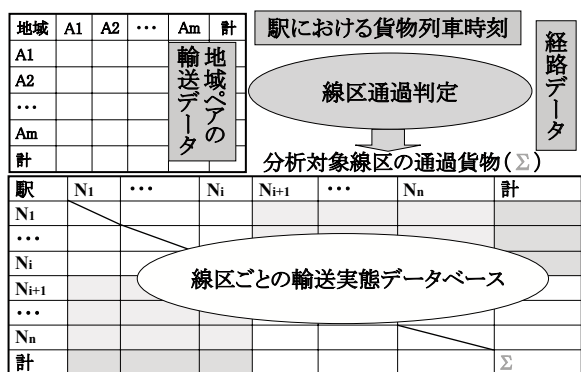 地域 A1 A2 … Am 計
A1
A2
…
Am
計
地域ペアの
輸送データ
駅における貨物列車時刻
線区通過判定
経路データ
分析対象線区の通過貨物（Σ）
駅 N1 … Ni Ni+1 … Nn 計
N1
…
Ni
Ni+1
…
Nn
計 Σ
線区ごとの輸送実態データベース